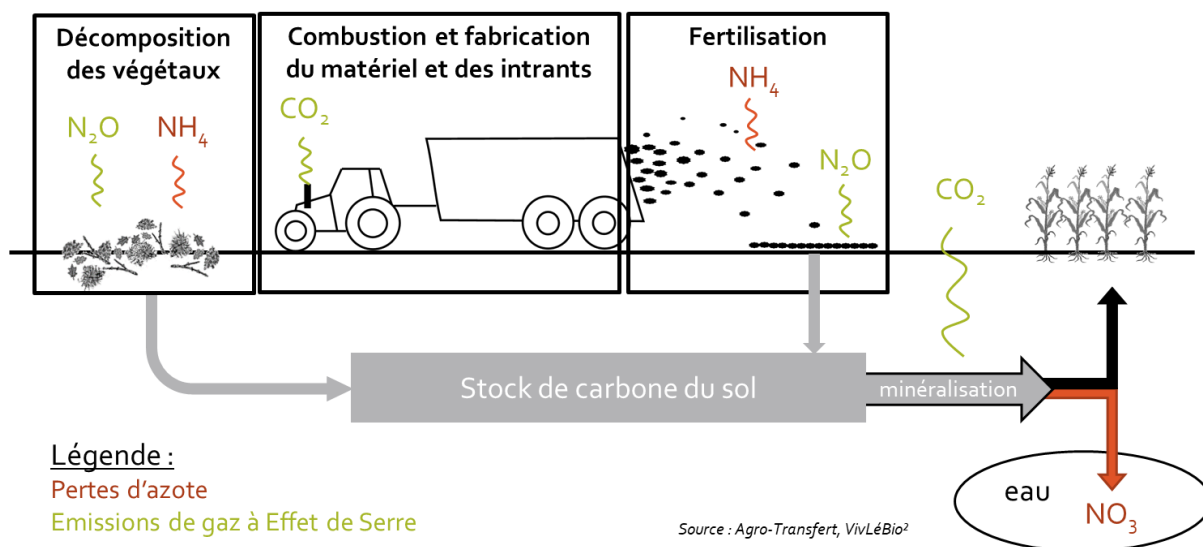 Décomposition
des végétaux
N₂O
NH₄
Combustion et fabrication
du matériel et des intrants
CO₂
Fertilisation
NH₄
N₂O
CO₂
Stock de carbone du sol
minéralisation
eau
NO₃
Légende :
Pertes d'azote
Emissions de gaz à Effet de Serre
Source : Agro-Transfert, VivLéBio²